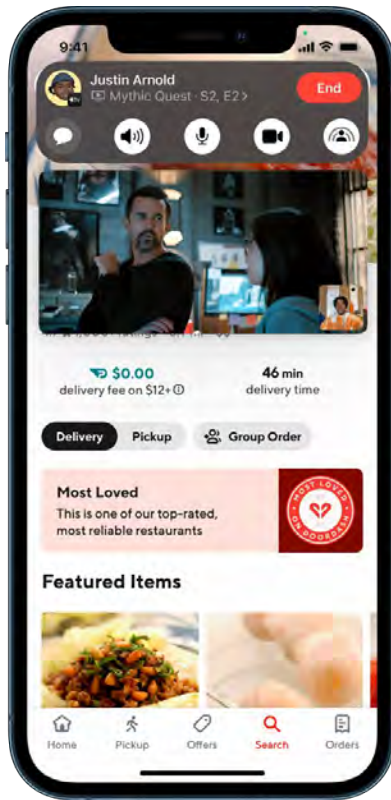 9:41
Justin Arnold
Mythic Quest · S2, E2 >
End
$0.00
delivery fee on $12+
46 min
delivery time
Delivery
Pickup
Group Order
Most Loved
This is one of our top-rated,
most reliable restaurants
MOST LOVED
ON DOORDASH
Featured Items
Home
Pickup
Offers
Search
Orders